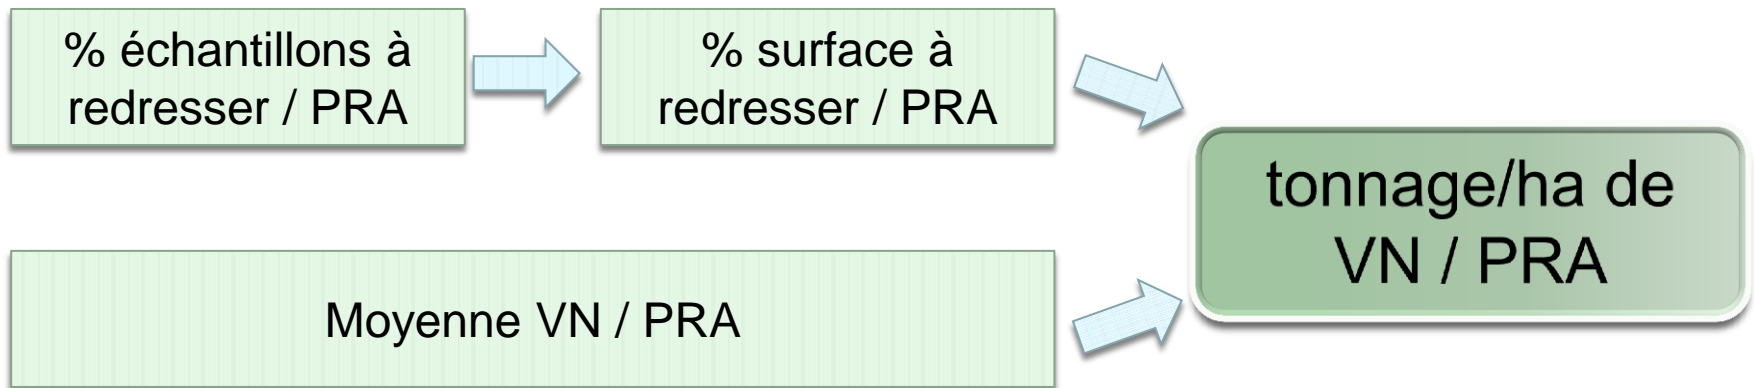 % échantillons à
redresser / PRA
% surface à
redresser / PRA
tonnage/ha de
VN / PRA
Moyenne VN / PRA